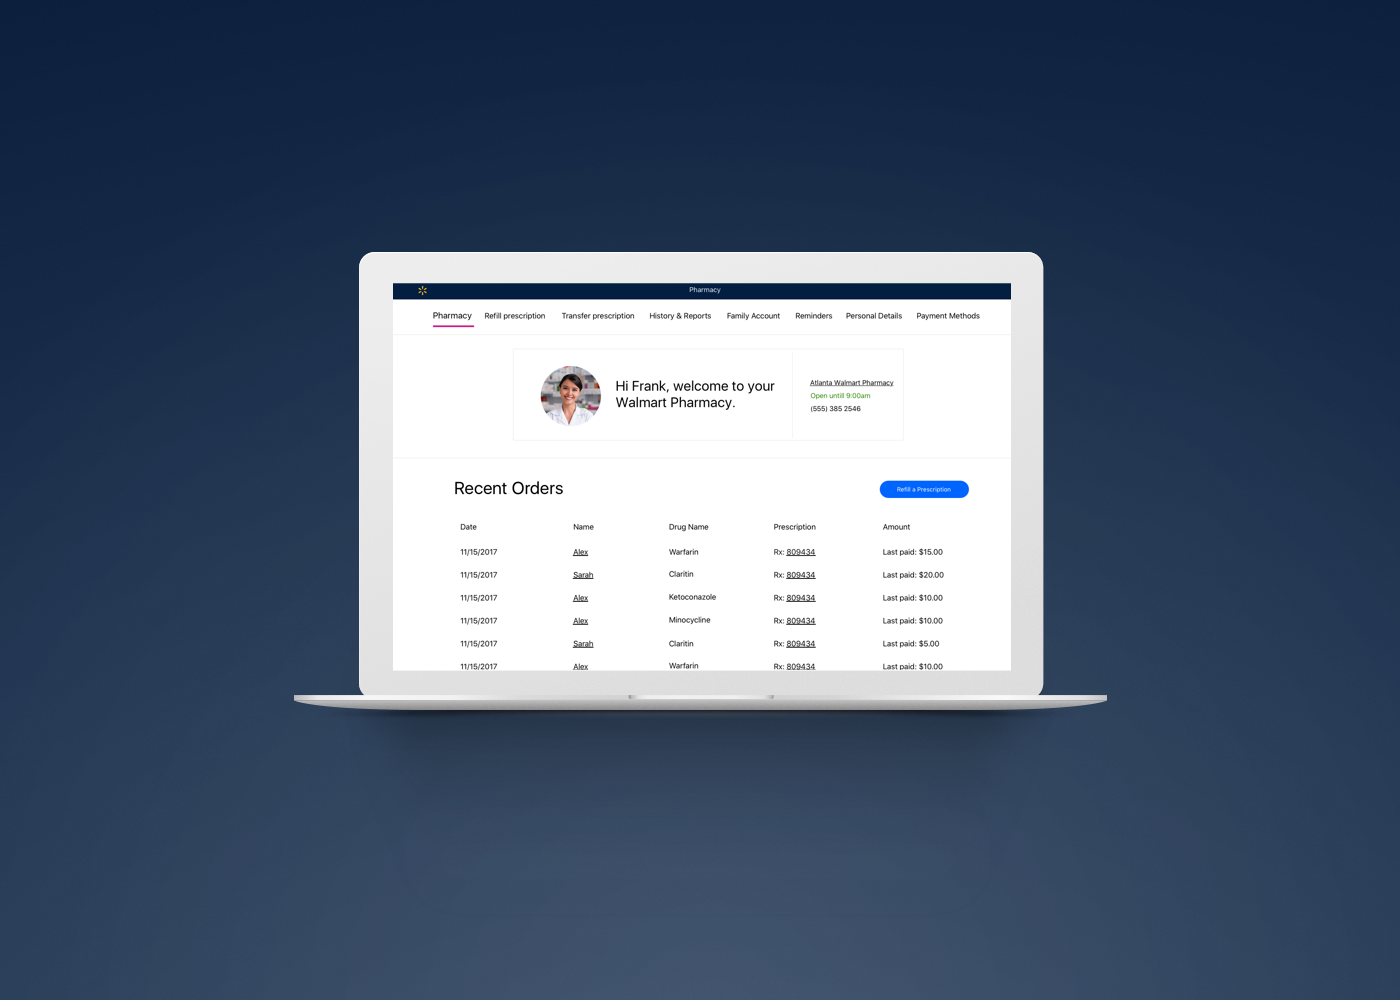 Pharmacy
Pharmacy Refill prescription Transfer prescription History & Reports Family Account Reminders Personal Details Payment Methods
Hi Frank, welcome to your
Walmart Pharmacy.
Atlanta Walmart Pharmacy
Open untill 9:00am
(555) 385 2546
Recent Orders
Refill a Prescription
Date Name Drug Name Prescription Amount
11/15/2017 Alex Warfarin Rx: 809434 Last paid: $15.00
11/15/2017 Sarah Claritin Rx: 809434 Last paid: $20.00
11/15/2017 Alex Ketoconazole Rx: 809434 Last paid: $10.00
11/15/2017 Alex Minocycline Rx: 809434 Last paid: $10.00
11/15/2017 Sarah Claritin Rx: 809434 Last paid: $5.00
11/15/2017 Alex Warfarin Rx: 809434 Last paid: $10.00